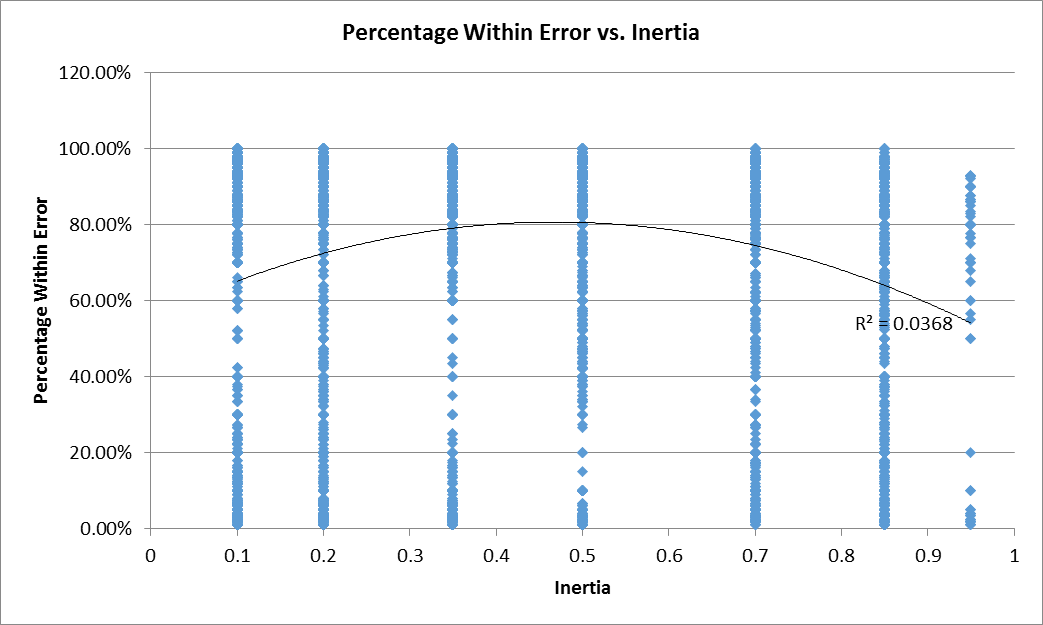 Percentage Within Error vs. Inertia
120.00%
100.00%
80.00%
60.00%
40.00%
20.00%
0.00%
Percentage Within Error
R² = 0.0368
0 0.1 0.2 0.3 0.4 0.5 0.6 0.7 0.8 0.9 1
Inertia